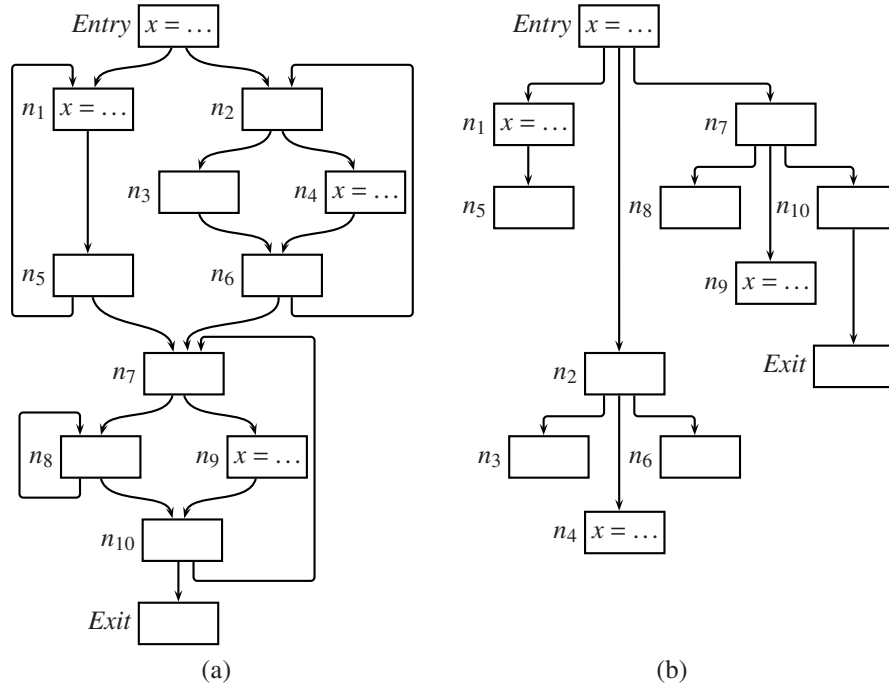 Entry x = …
n1 x = …
n2
n3
n4 x = …
n5
n6
n7
n8
n9 x = …
n10
Exit
(a)
Entry x = …
n1 x = …
n7
n5
n8
n10
n9 x = …
n2
Exit
n3
n6
n4 x = …
(b)